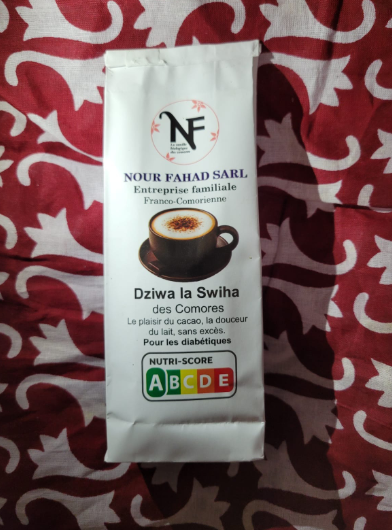 NF
NOUR FAHAD SARL
Entreprise familiale
Franco-Comorienne
Dziwa la Swiha
des Comores
Le plaisir du cacao, la douceur
du lait, sans excès.
Pour les diabétiques
NUTRI-SCORE
A B C D E